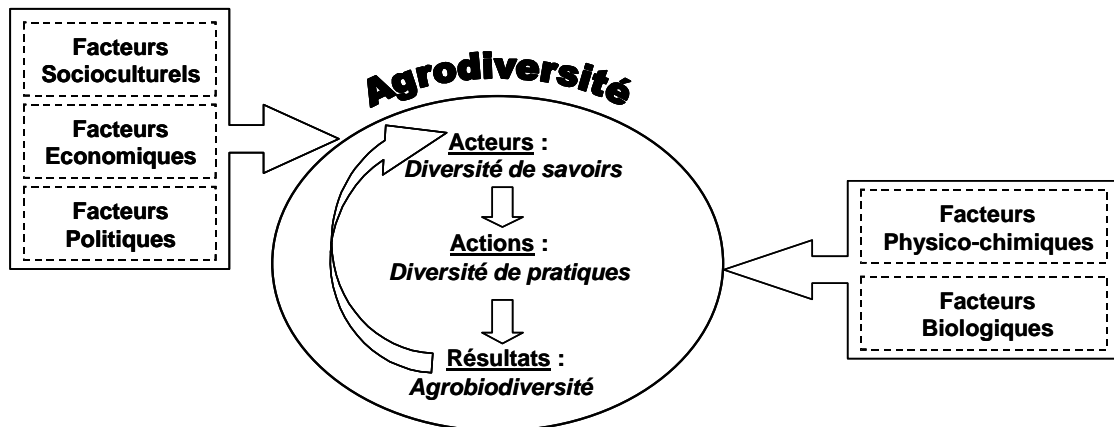 Facteurs
Socioculturels
Facteurs
Economiques
Facteurs
Politiques
Agrodiversité
Acteurs :
Diversité de savoirs
Actions :
Diversité de pratiques
Résultats :
Agrobiodiversité
Facteurs
Physico-chimiques
Facteurs
Biologiques